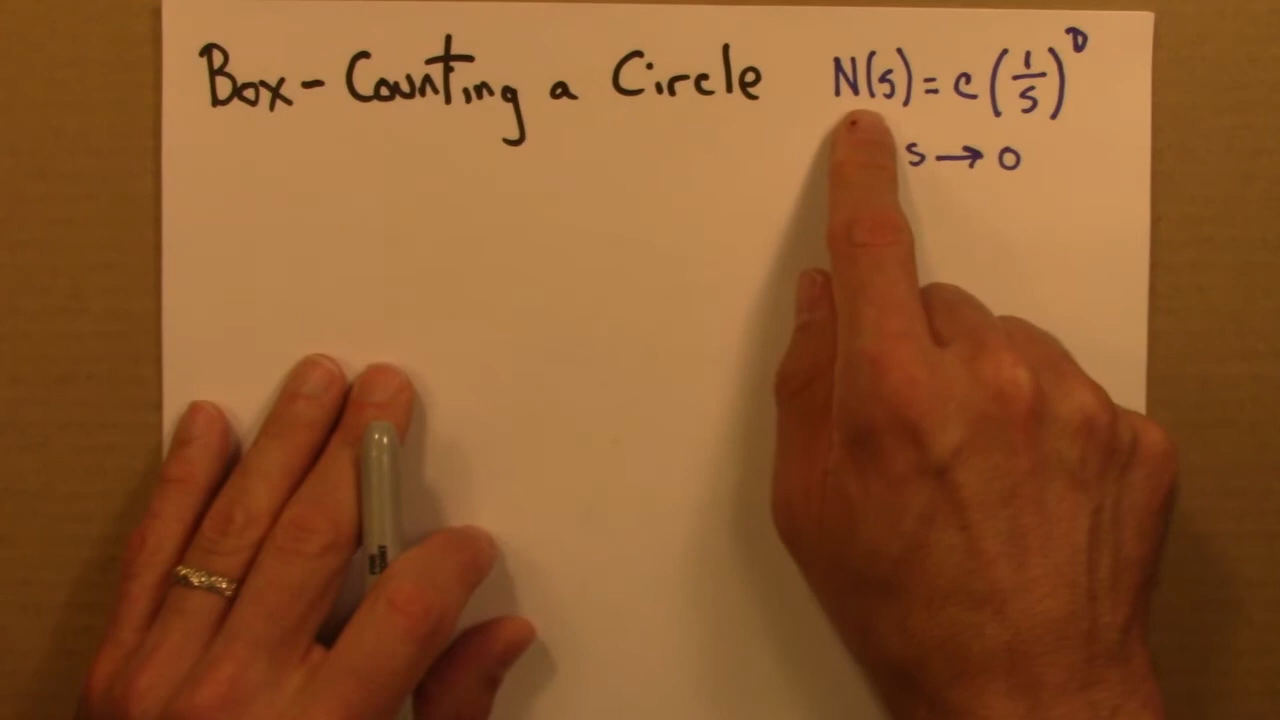 Box-Counting a Circle
N(s) = c (1/s)^D
s → 0